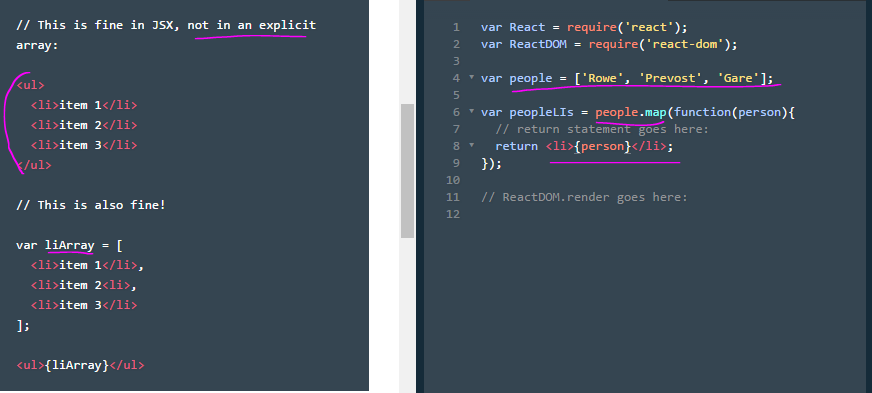 // This is fine in JSX, not in an explicit
array:
<ul>
  <li>item 1</li>
  <li>item 2</li>
  <li>item 3</li>
</ul>
// This is also fine!
var liArray = [
  <li>item 1</li>,
  <li>item 2<li>,
  <li>item 3</li>
];
<ul>{liArray}</ul>
1 var React = require('react');
2 var ReactDOM = require('react-dom');
3
4 var people = ['Rowe', 'Prevost', 'Gare'];
5
6 var peopleLIs = people.map(function(person){
7   // return statement goes here:
8   return <li>{person}</li>;
9 });
10
11 // ReactDOM.render goes here:
12